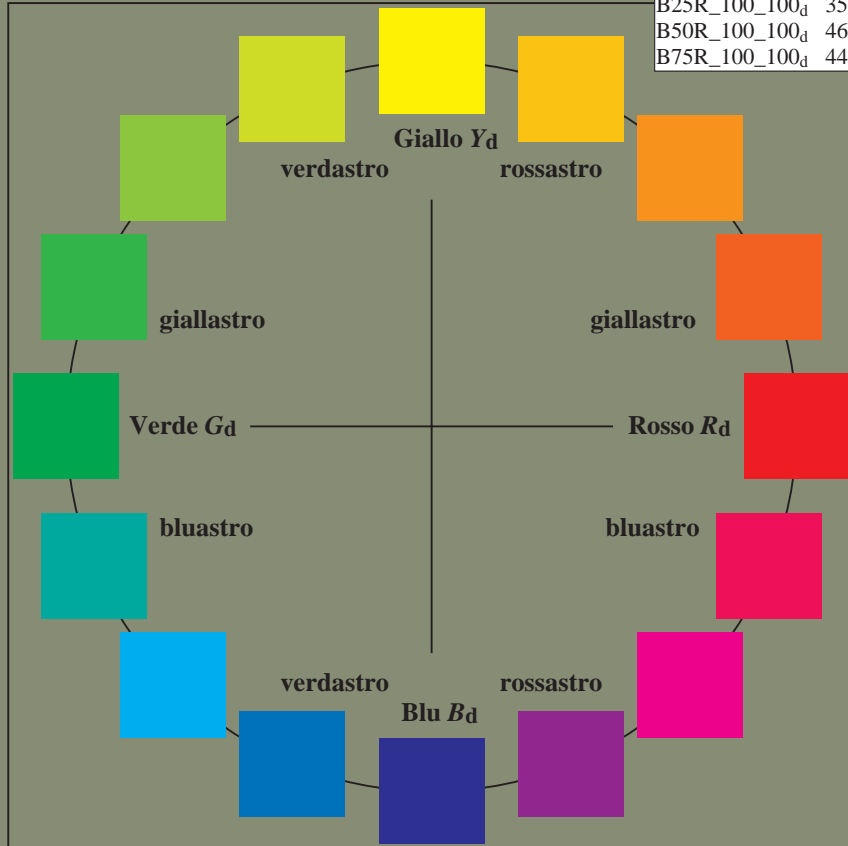 B25R_100_100d 35
B50R_100_100d 46
B75R_100_100d 44
Giallo Yd
verdastro rossastro
giallastro giallastro
Verde Gd Rosso Rd
bluastro bluastro
verdastro rossastro
Blu Bd